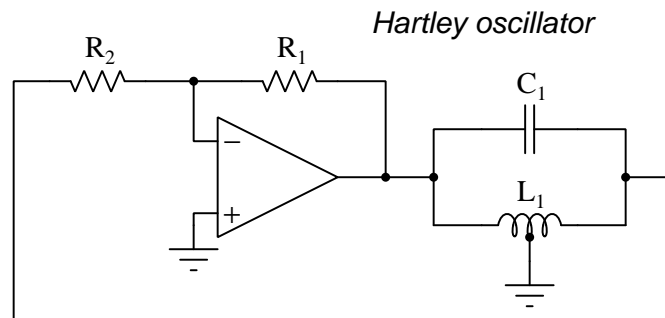 Hartley oscillator
R2 R1
C1
−
L1
+